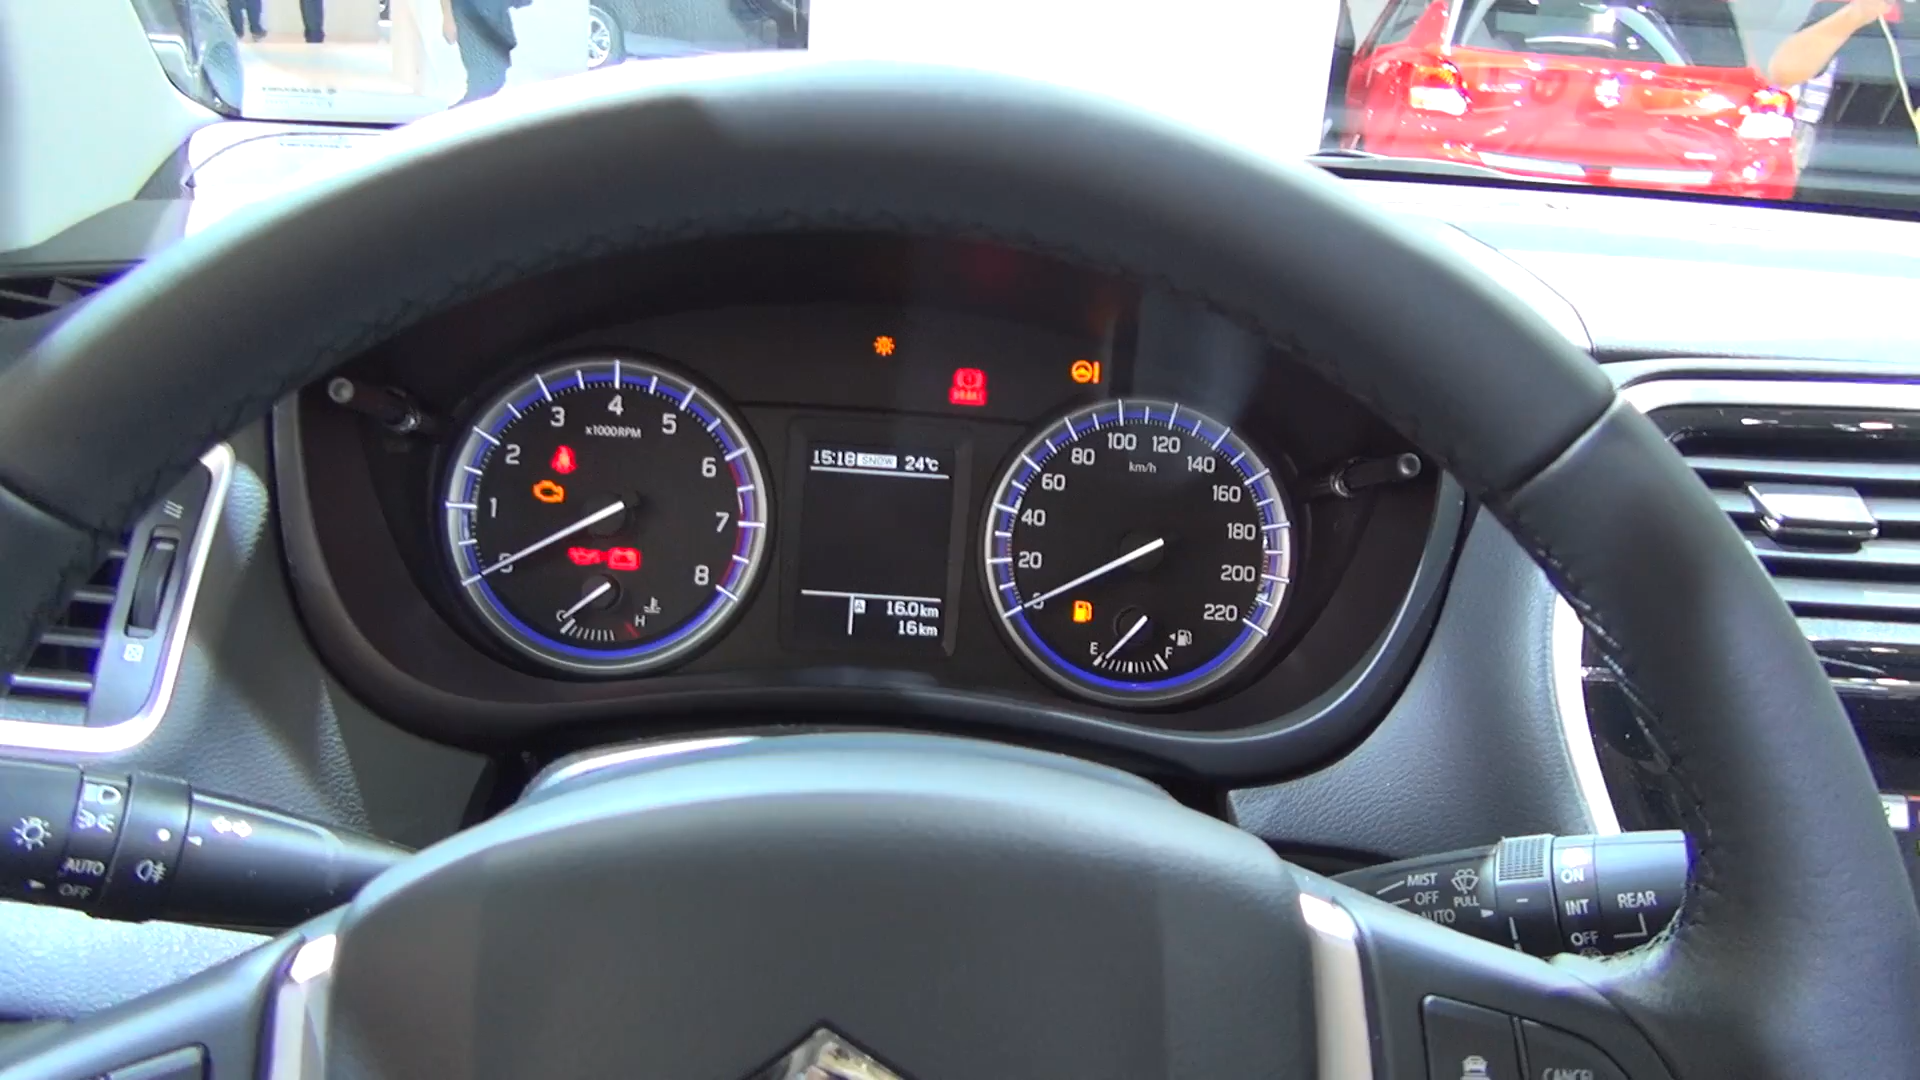 15:18 SNOW 24°C
1
2
3
4
5
6
7
8
x1000RPM
C
H
BRAKE
A 16.0km
16km
0
20
40
60
80
100
120
140
160
180
200
220
km/h
E
F
AUTO
OFF
MIST
OFF
AUTO
PULL
ON
INT
OFF
REAR
CANCEL